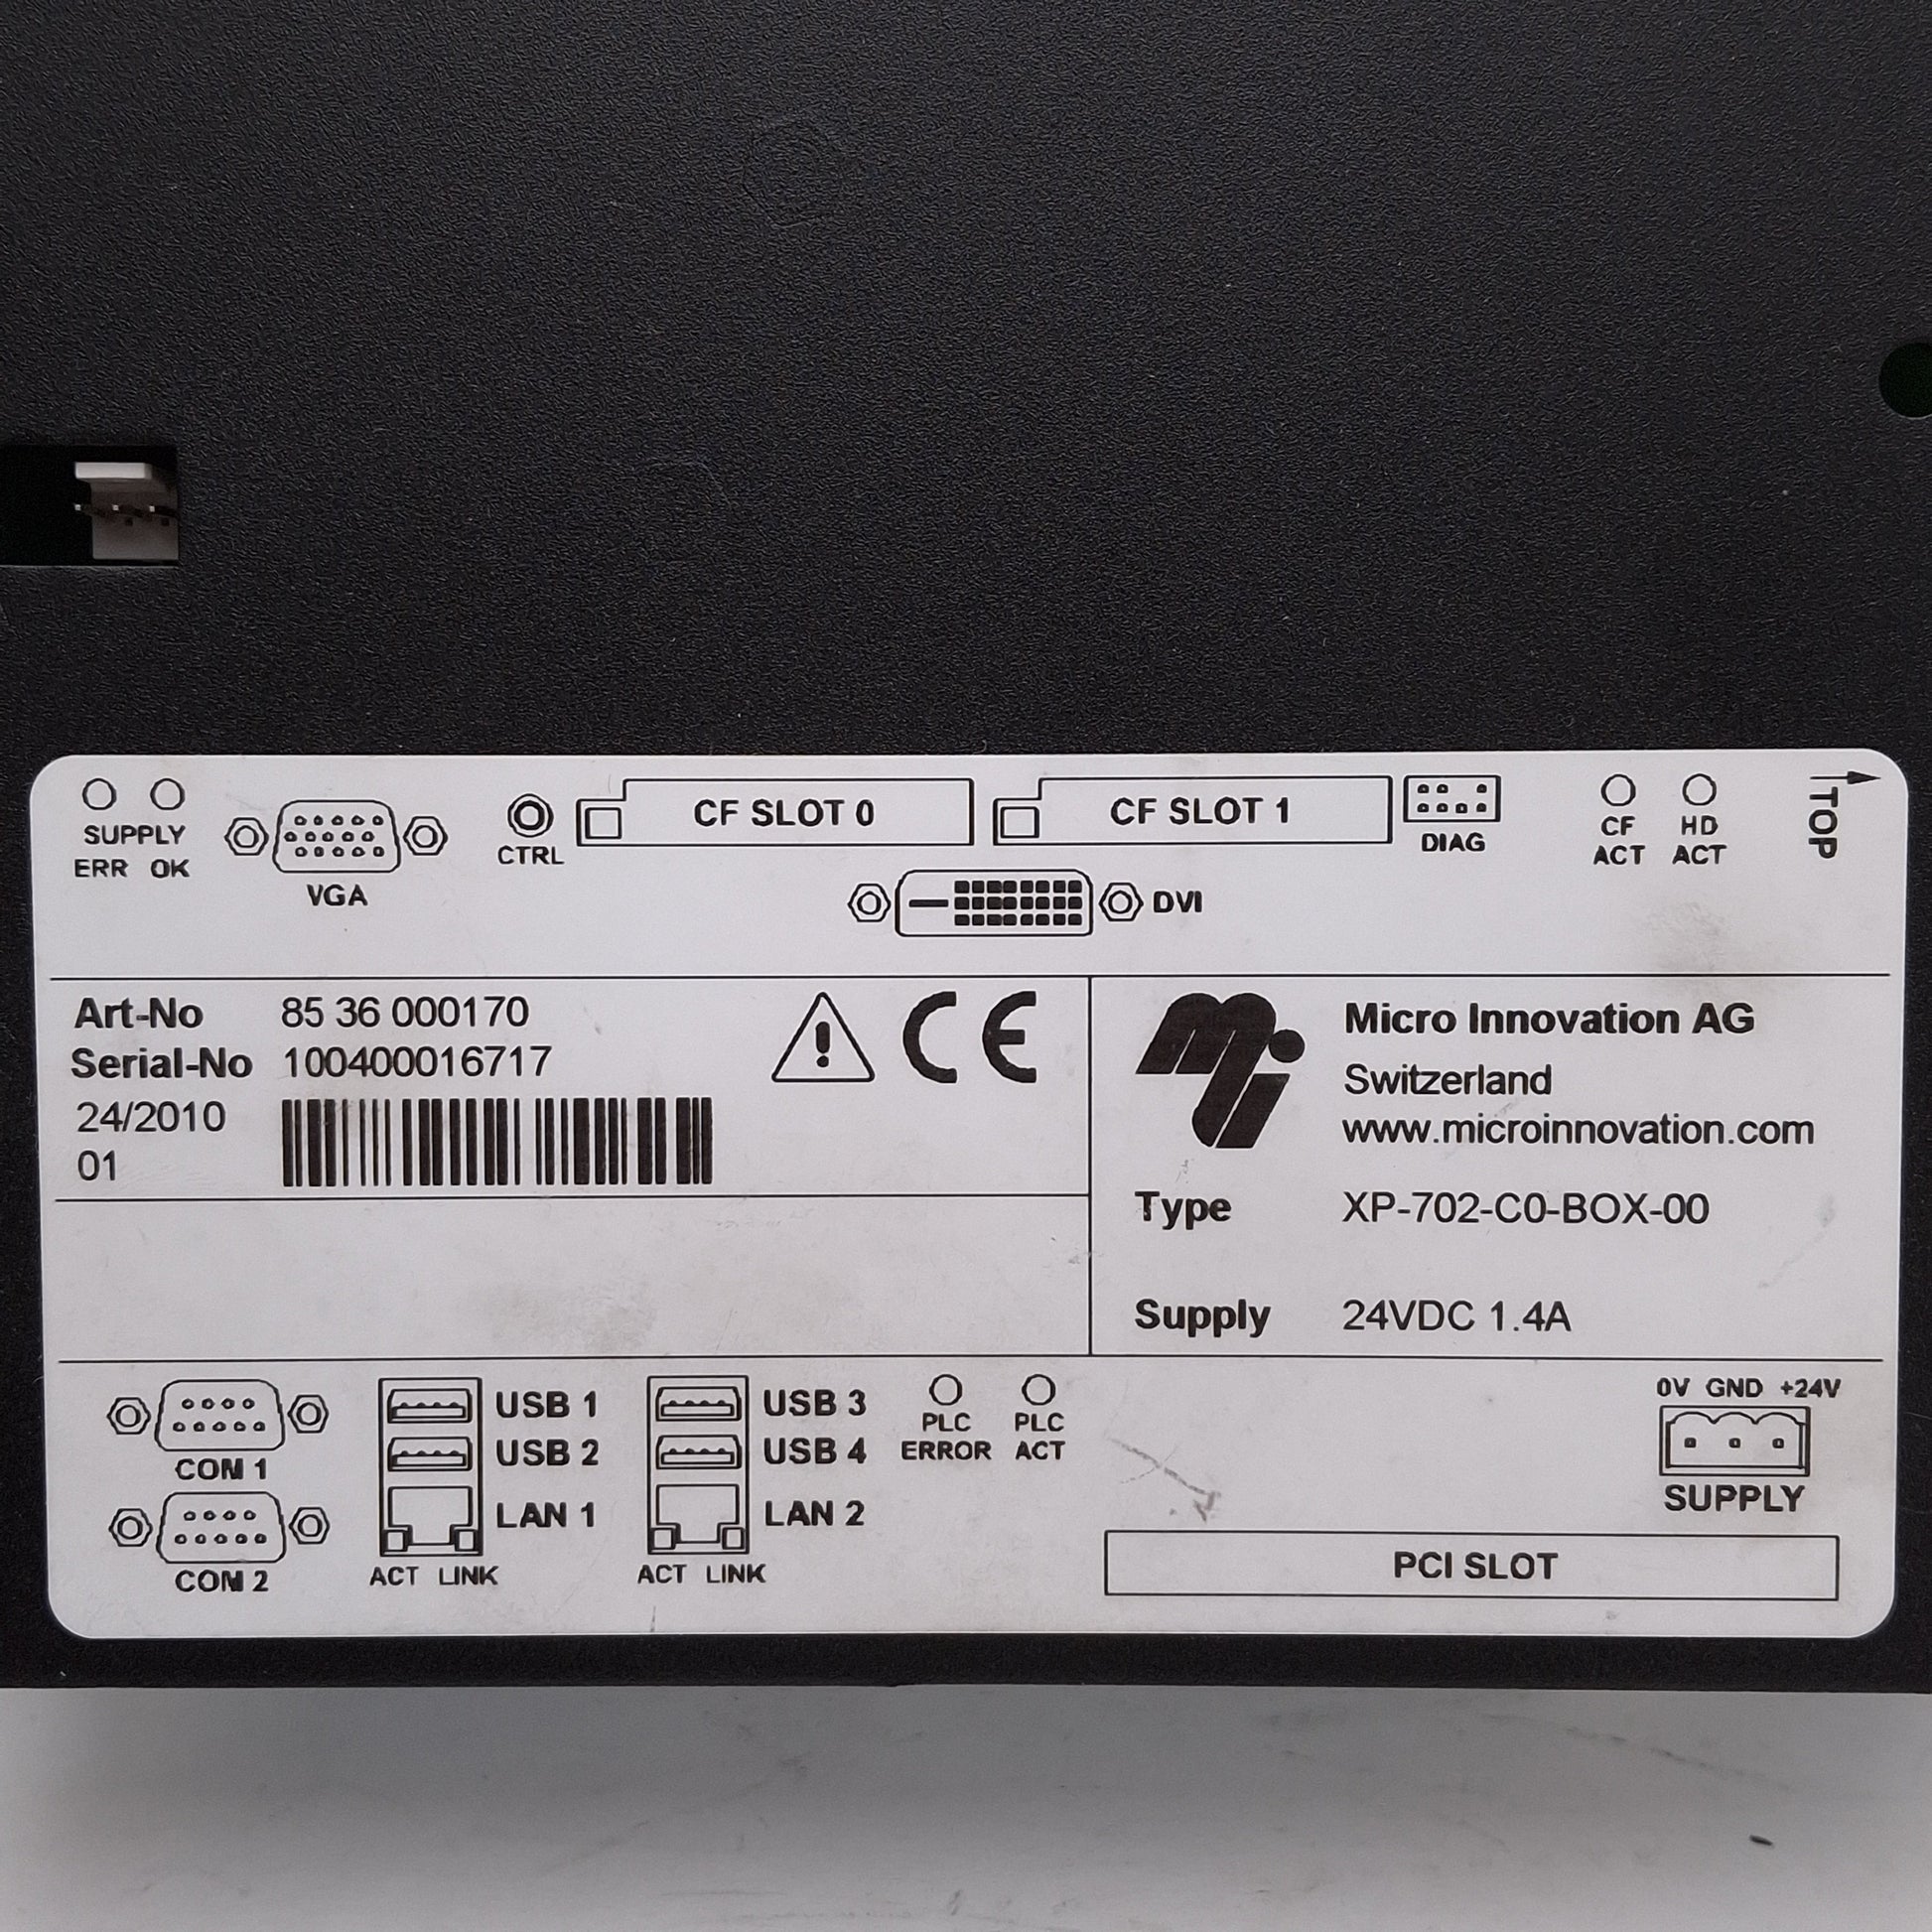 SUPPLY
ERR OK
VGA
CTRL
CF SLOT 0
CF SLOT 1
DIAG
CF ACT
HD ACT
TOP
DVI
Art-No 85 36 000170
Serial-No 100400016717
24/2010
01
CE
mi
Micro Innovation AG
Switzerland
www.microinnovation.com
Type XP-702-C0-BOX-00
Supply 24VDC 1.4A
COM 1
COM 2
USB 1
USB 2
LAN 1
ACT LINK
USB 3
USB 4
LAN 2
ACT LINK
PLC ERROR
PLC ACT
0V GND +24V
SUPPLY
PCI SLOT